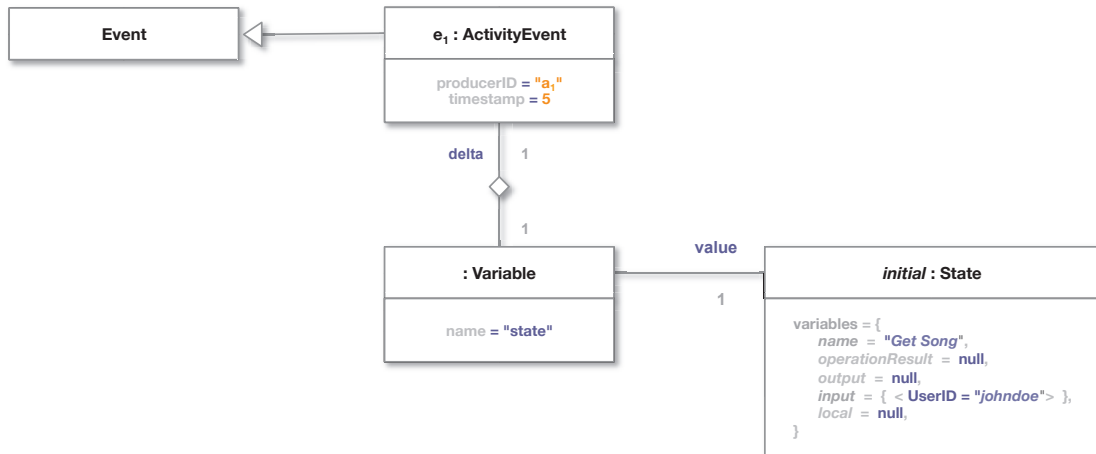 Event
e₁ : ActivityEvent
producerID = "a₁"
timestamp = 5
delta
1
1
: Variable
name = "state"
value
1
initial : State
variables = {
name = "Get Song",
operationResult = null,
output = null,
input = { < UserID = "johndoe"> },
local = null,
}